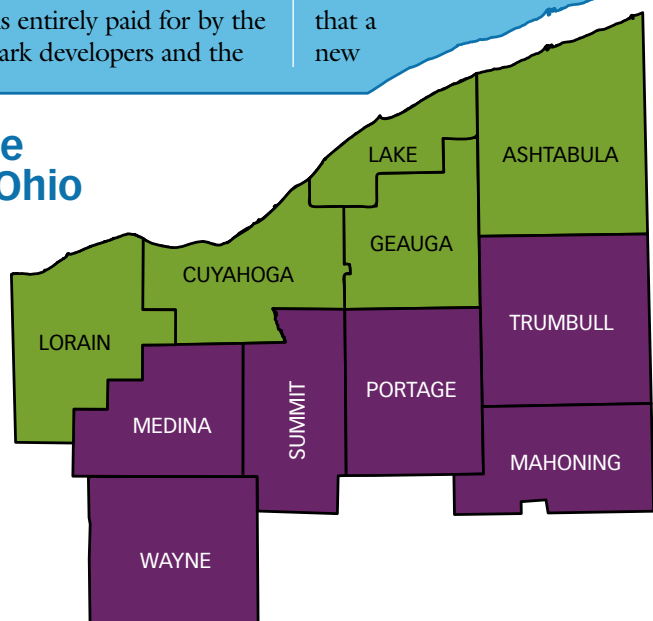 s entirely paid for by the
ark developers and the
that a
new
e
Ohio
LAKE
ASHTABULA
GEAUGA
CUYAHOGA
TRUMBULL
LORAIN
PORTAGE
SUMMIT
MEDINA
MAHONING
WAYNE